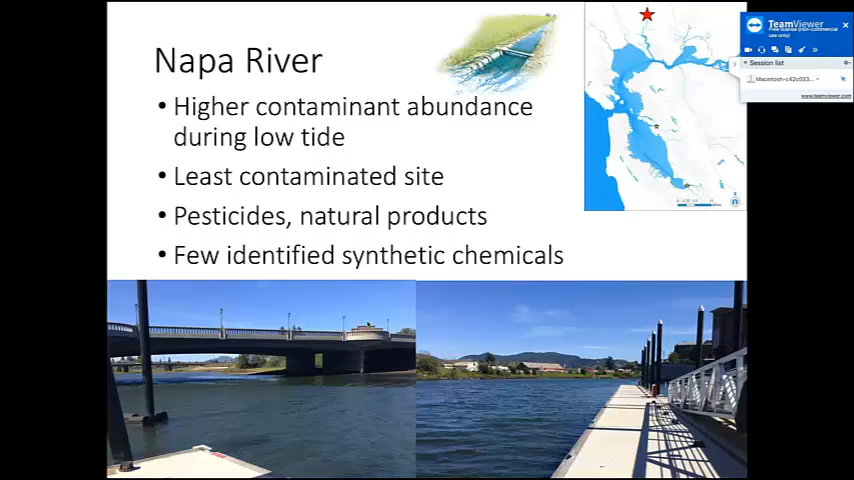 Napa River
• Higher contaminant abundance
during low tide
• Least contaminated site
• Pesticides, natural products
• Few identified synthetic chemicals
TeamViewer
Free license (non-commercial
use only)
Session list
Macintosh-c42c033...
www.teamviewer.com